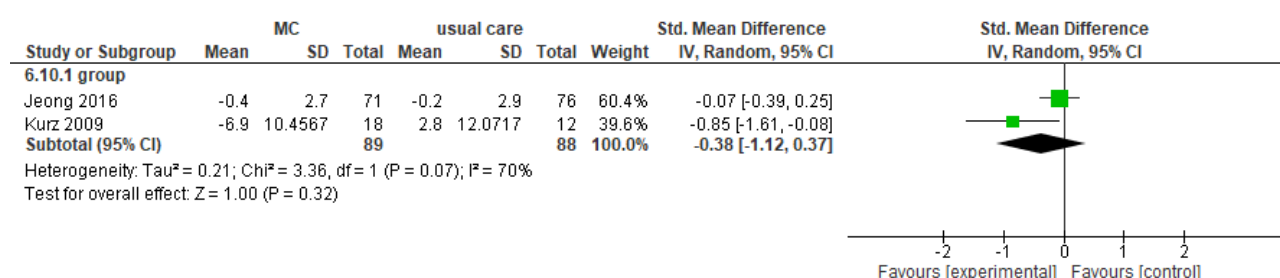 MC usual care Std. Mean Difference Std. Mean Difference
Study or Subgroup Mean SD Total Mean SD Total Weight IV, Random, 95% CI IV, Random, 95% CI
6.10.1 group
Jeong 2016 -0.4 2.7 71 -0.2 2.9 76 60.4% -0.07 [-0.39, 0.25]
Kurz 2009 -6.9 10.4567 18 2.8 12.0717 12 39.6% -0.85 [-1.61, -0.08]
Subtotal (95% CI) 89 88 100.0% -0.38 [-1.12, 0.37]
Heterogeneity: Tau² = 0.21; Chi² = 3.36, df = 1 (P = 0.07); I² = 70%
Test for overall effect: Z = 1.00 (P = 0.32)
-2 -1 0 1 2
Favours [experimental] Favours [control]